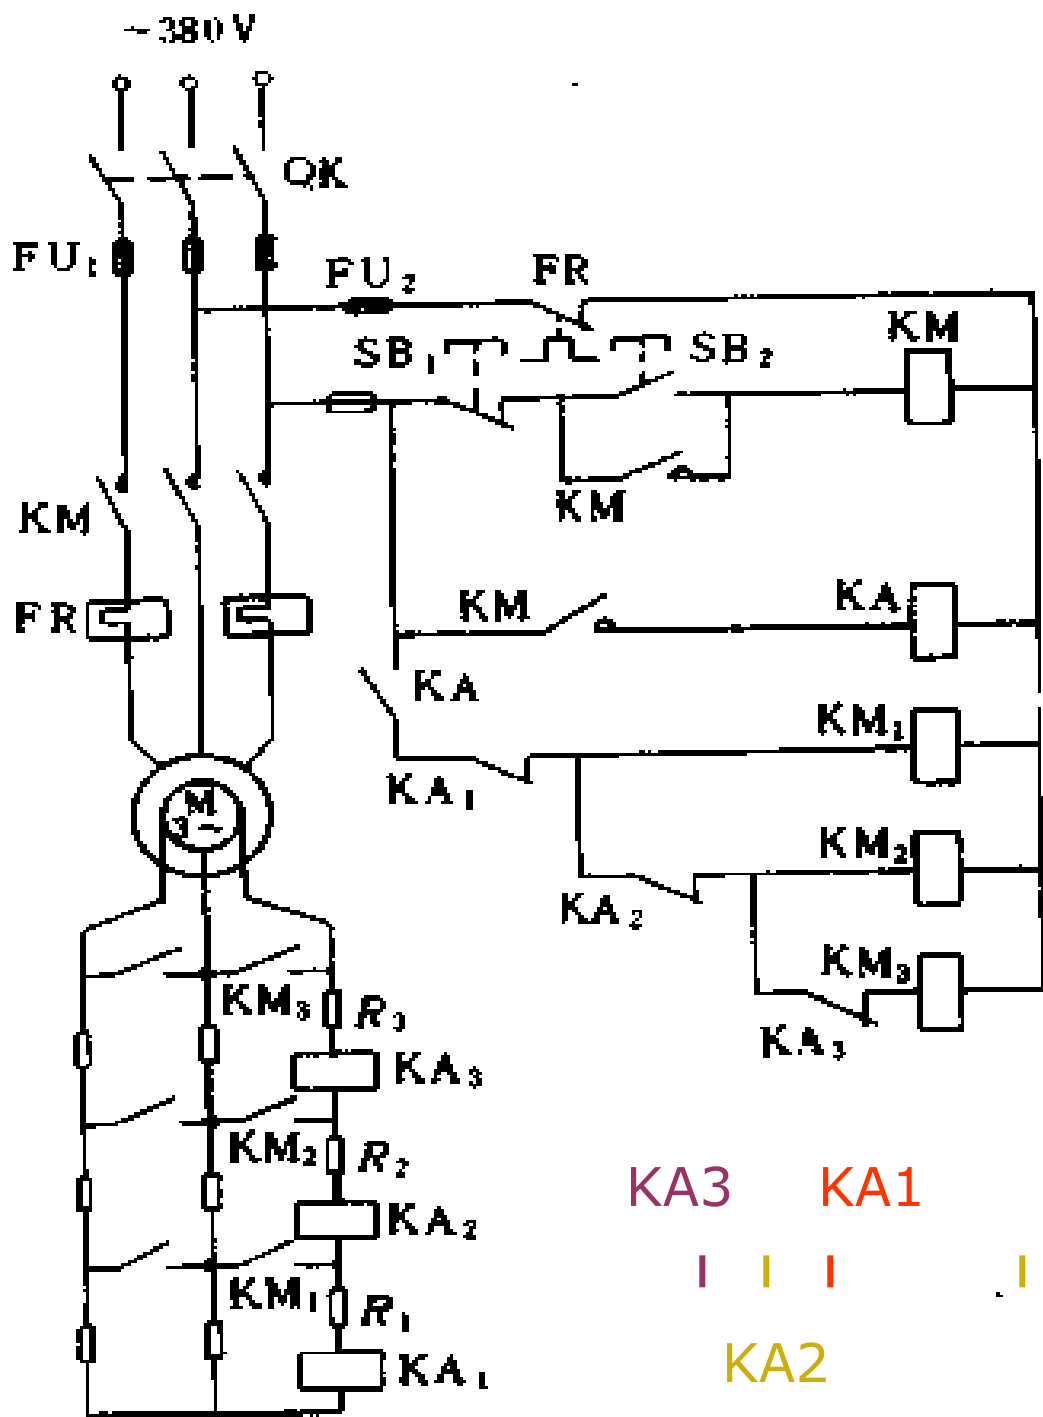 ~380V
QK
FU₁
FU₂
FR
KM
SB₁
SB₂
KM
KM
FR
KM
KA
KA
KM₁
KA₁
M
3~
KM₂
KA₂
KM₃
KM₃
R₃
KA₃
KA₃
KM₂
R₂
KA3
KA1
KA₂
KM₁
R₁
KA2
KA₁